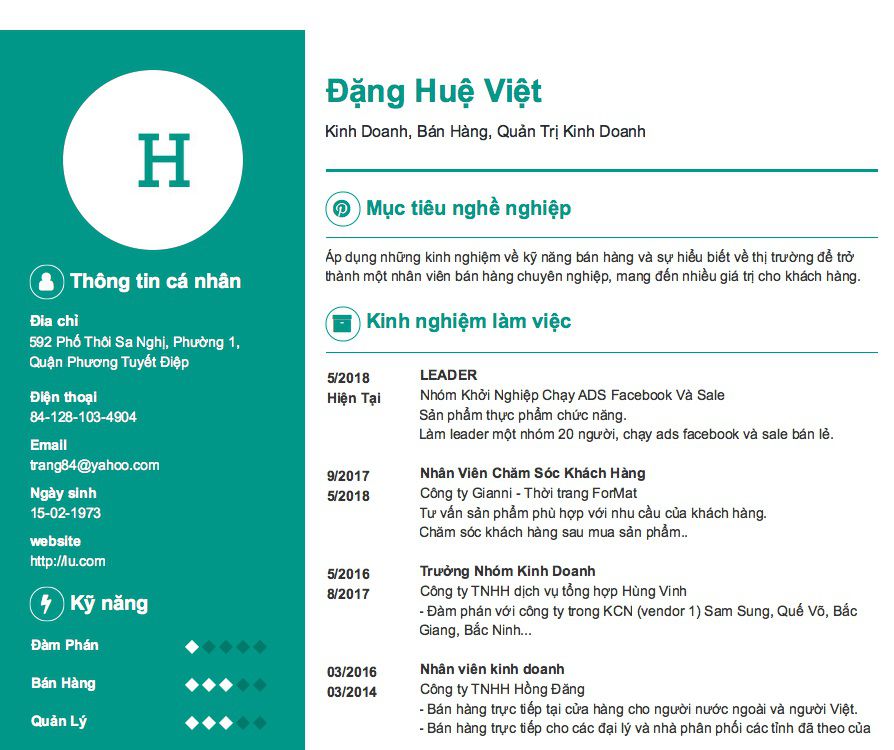 H
Thông tin cá nhân
Địa chỉ
592 Phố Thôi Sa Nghị, Phường 1,
Quận Phương Tuyết Điệp
Điện thoại
84-128-103-4904
Email
trang84@yahoo.com
Ngày sinh
15-02-1973
website
http://lu.com
Kỹ năng
Đàm Phán
Bán Hàng
Quản Lý
Đặng Huệ Việt
Kinh Doanh, Bán Hàng, Quản Trị Kinh Doanh
Mục tiêu nghề nghiệp
Áp dụng những kinh nghiệm về kỹ năng bán hàng và sự hiểu biết về thị trường để trở
thành một nhân viên bán hàng chuyên nghiệp, mang đến nhiều giá trị cho khách hàng.
Kinh nghiệm làm việc
5/2018
Hiện Tại
LEADER
Nhóm Khởi Nghiệp Chạy ADS Facebook Và Sale
Sản phẩm thực phẩm chức năng.
Làm leader một nhóm 20 người, chạy ads facebook và sale bán lẻ.
9/2017
5/2018
Nhân Viên Chăm Sóc Khách Hàng
Công ty Gianni - Thời trang ForMat
Tư vấn sản phẩm phù hợp với nhu cầu của khách hàng.
Chăm sóc khách hàng sau mua sản phẩm..
5/2016
8/2017
Trưởng Nhóm Kinh Doanh
Công ty TNHH dịch vụ tổng hợp Hùng Vinh
- Đàm phán với công ty trong KCN (vendor 1) Sam Sung, Quế Võ, Bắc
Giang, Bắc Ninh...
03/2016
03/2014
Nhân viên kinh doanh
Công ty TNHH Hồng Đăng
- Bán hàng trực tiếp tại cửa hàng cho người nước ngoài và người Việt.
- Bán hàng trực tiếp cho các đại lý và nhà phân phối các tỉnh đã theo của